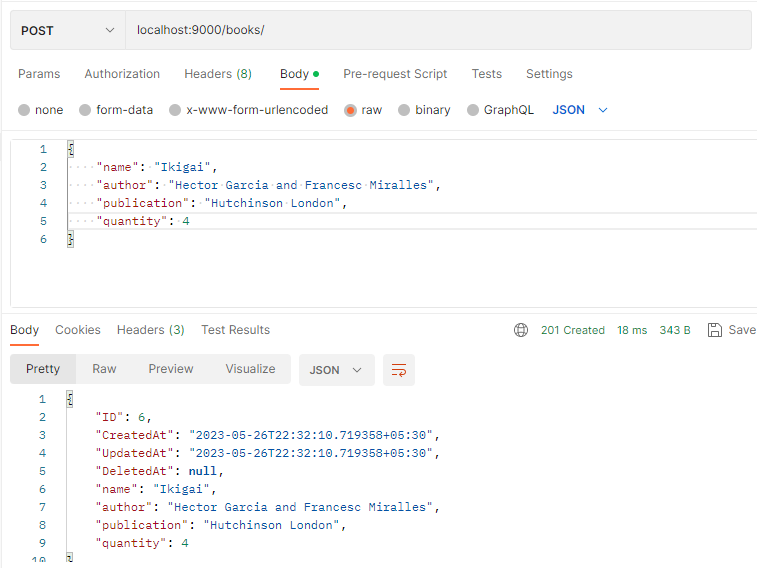 POST localhost:9000/books/
Params Authorization Headers (8) Body Pre-request Script Tests Settings
none form-data x-www-form-urlencoded raw binary GraphQL JSON
1 {
2 "name": "Ikigai",
3 "author": "Hector Garcia and Francesc Miralles",
4 "publication": "Hutchinson London",
5 "quantity": 4
6 }
Body Cookies Headers (3) Test Results 201 Created 18 ms 343 B Save
Pretty Raw Preview Visualize JSON
1 {
2 "ID": 6,
3 "CreatedAt": "2023-05-26T22:32:10.719358+05:30",
4 "UpdatedAt": "2023-05-26T22:32:10.719358+05:30",
5 "DeletedAt": null,
6 "name": "Ikigai",
7 "author": "Hector Garcia and Francesc Miralles",
8 "publication": "Hutchinson London",
9 "quantity": 4
10 }